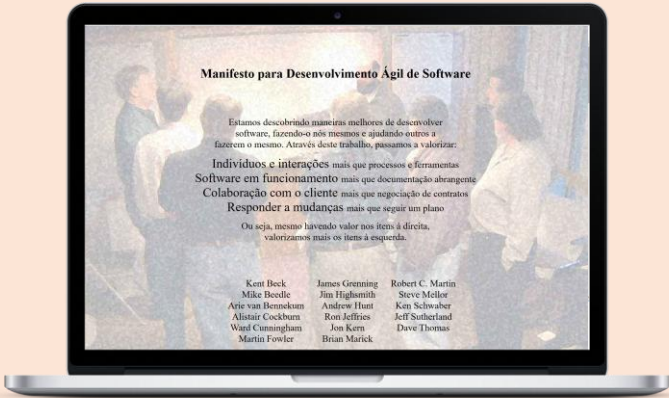 Manifesto para Desenvolvimento Ágil de Software
Estamos descobrindo maneiras melhores de desenvolver
software, fazendo-o nós mesmos e ajudando outros a
fazerem o mesmo. Através deste trabalho, passamos a valorizar:
Indivíduos e interações mais que processos e ferramentas
Software em funcionamento mais que documentação abrangente
Colaboração com o cliente mais que negociação de contratos
Responder a mudanças mais que seguir um plano
Ou seja, mesmo havendo valor nos itens à direita,
valorizamos mais os itens à esquerda.
Kent Beck James Grenning Robert C. Martin
Mike Beedle Jim Highsmith Steve Mellor
Arie van Bennekum Andrew Hunt Ken Schwaber
Alistair Cockburn Ron Jeffries Jeff Sutherland
Ward Cunningham Jon Kern Dave Thomas
Martin Fowler Brian Marick